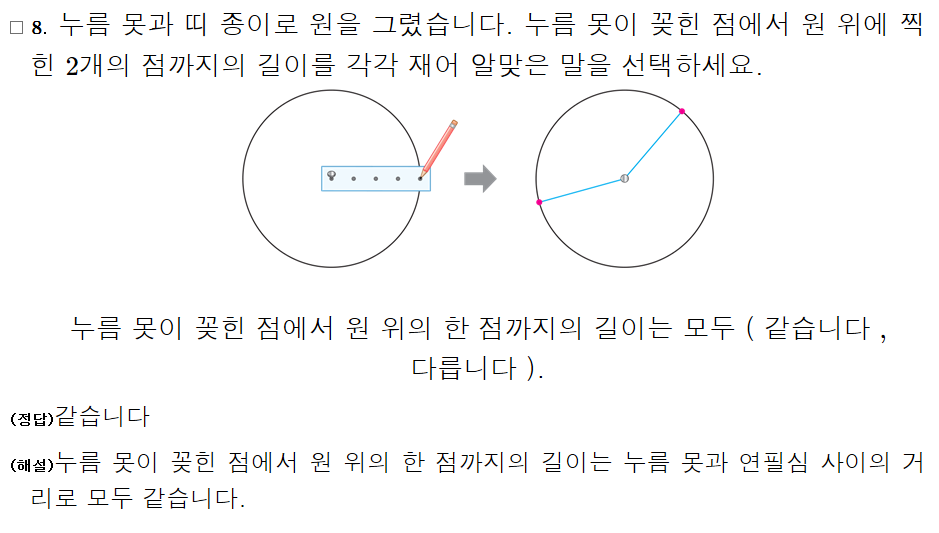 □ 8. 누름 못과 띠 종이로 원을 그렸습니다. 누름 못이 꽂힌 점에서 원 위에 찍
힌 2개의 점까지의 길이를 각각 재어 알맞은 말을 선택하세요.
누름 못이 꽂힌 점에서 원 위의 한 점까지의 길이는 모두 ( 같습니다 ,
다릅니다 ).
(정답)같습니다
(해설)누름 못이 꽂힌 점에서 원 위의 한 점까지의 길이는 누름 못과 연필심 사이의 거
리로 모두 같습니다.